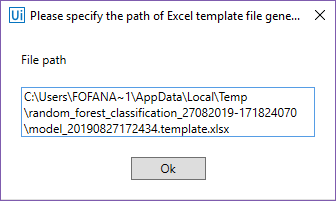 Ui Please specify the path of Excel template file gene...
File path
C:\Users\FOFANA~1\AppData\Local\Temp
\random_forest_classification_27082019-171824070
\model_20190827172434.template.xlsx
Ok